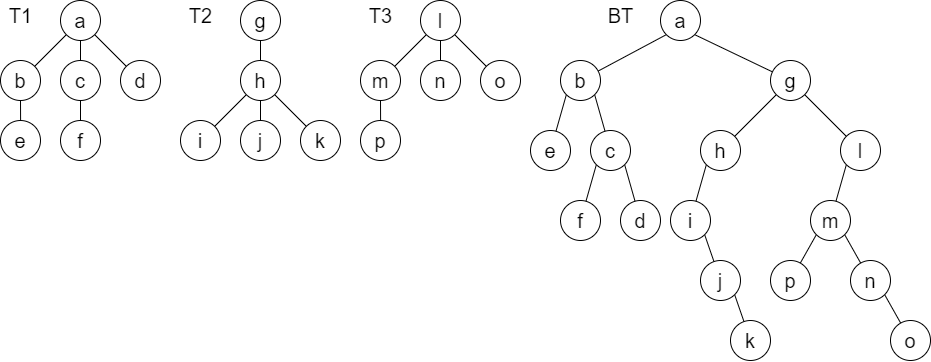 T1 a T2 g T3 l BT a
b c d h m n o b g
e f i j k p e c h l
f d i m
j p n
k o